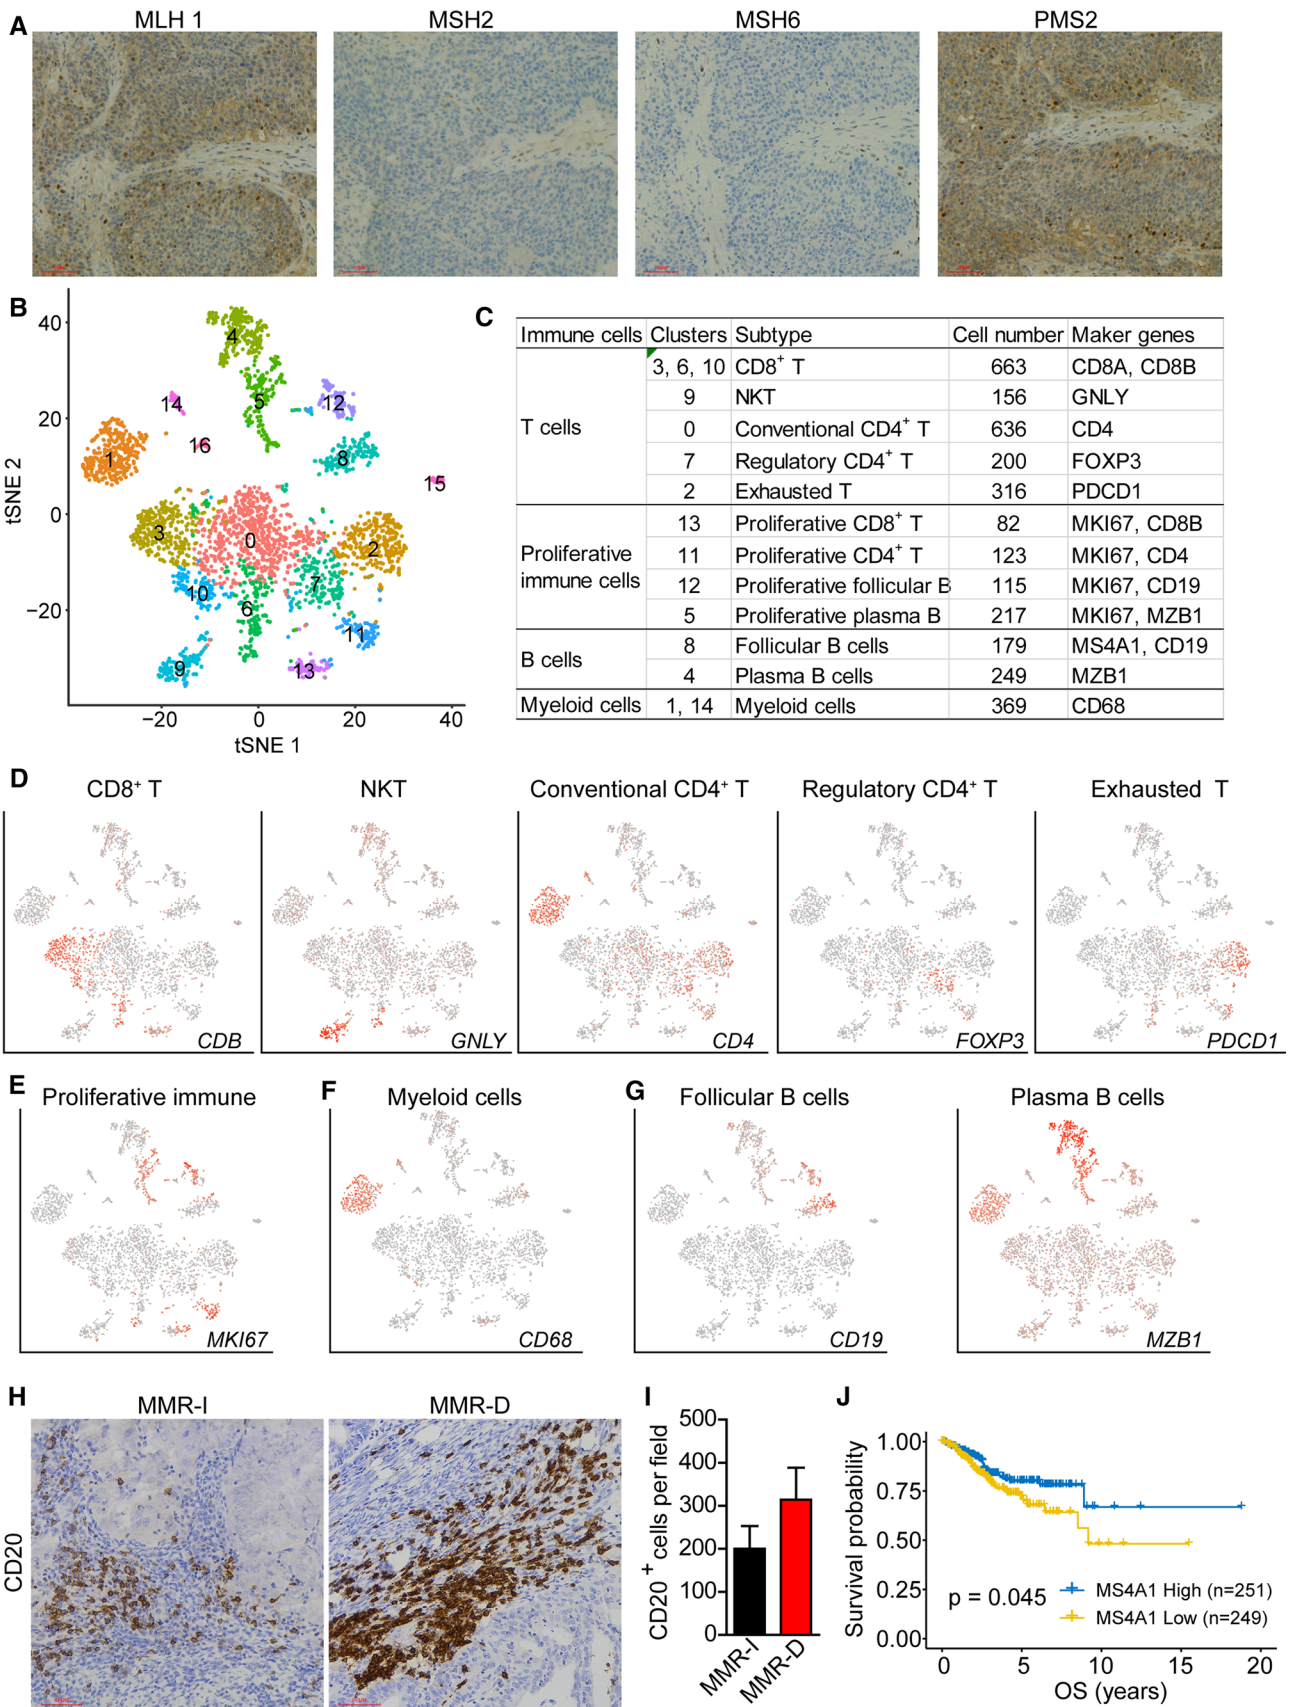 A
MLH 1
MSH2
MSH6
PMS2
B
40
20
0
−20
tSNE 2
−20
0
20
40
tSNE 1
4
5
14
12
16
1
8
15
3
0
2
10
7
6
11
9
13
C
Immune cells Clusters Subtype Cell number Maker genes
T cells
3, 6, 10 CD8+ T 663 CD8A, CD8B
9 NKT 156 GNLY
0 Conventional CD4+ T 636 CD4
7 Regulatory CD4+ T 200 FOXP3
2 Exhausted T 316 PDCD1
Proliferative
immune cells
13 Proliferative CD8+ T 82 MKI67, CD8B
11 Proliferative CD4+ T 123 MKI67, CD4
12 Proliferative follicular B 115 MKI67, CD19
5 Proliferative plasma B 217 MKI67, MZB1
B cells
8 Follicular B cells 179 MS4A1, CD19
4 Plasma B cells 249 MZB1
Myeloid cells 1, 14 Myeloid cells 369 CD68
D
CD8+ T
NKT
Conventional CD4+ T
Regulatory CD4+ T
Exhausted T
CDB
GNLY
CD4
FOXP3
PDCD1
E
Proliferative immune
MKI67
F
Myeloid cells
CD68
G
Follicular B cells
CD19
Plasma B cells
MZB1
H
MMR-I
MMR-D
CD20
I
CD20+ cells per field
500
400
300
200
100
0
MMR-I
MMR-D
J
Survival probability
1.00
0.75
0.50
0.25
0.00
p = 0.045
MS4A1 High (n=251)
MS4A1 Low (n=249)
0
5
10
15
20
OS (years)